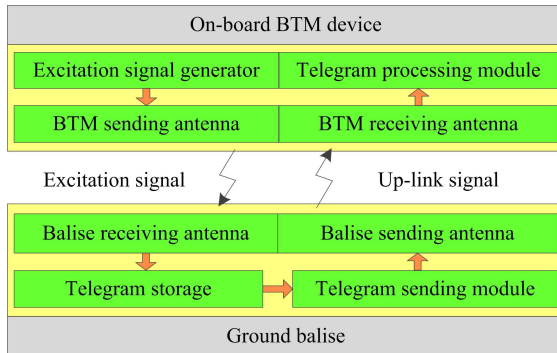 On-board BTM device
Excitation signal generator
Telegram processing module
BTM sending antenna
BTM receiving antenna
Excitation signal
Up-link signal
Balise receiving antenna
Balise sending antenna
Telegram storage
Telegram sending module
Ground balise